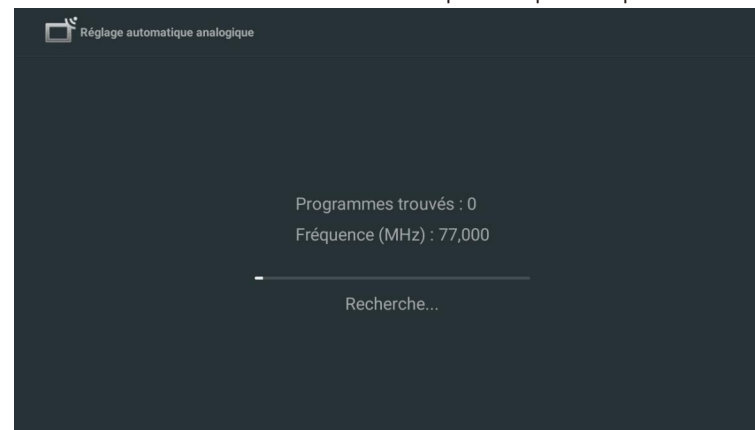 Réglage automatique analogique
Programmes trouvés : 0
Fréquence (MHz) : 77,000
Recherche...